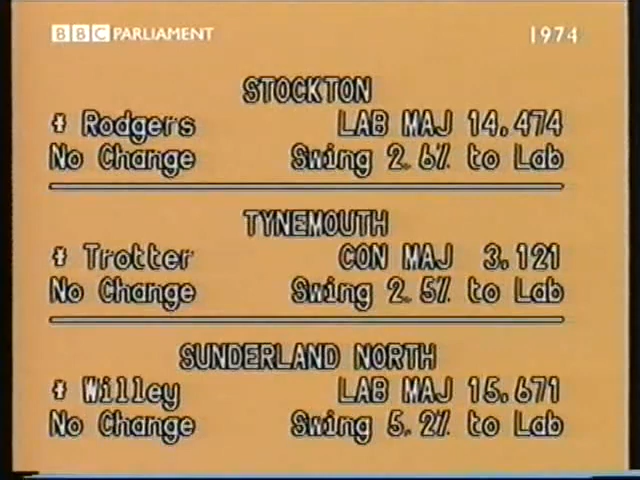 BBC PARLIAMENT 1974
STOCKTON
* Rodgers LAB MAJ 14.474
No Change Swing 2.6% to Lab
TYNEMOUTH
* Trotter CON MAJ 3.121
No Change Swing 2.5% to Lab
SUNDERLAND NORTH
* Willey LAB MAJ 15.671
No Change Swing 5.2% to Lab